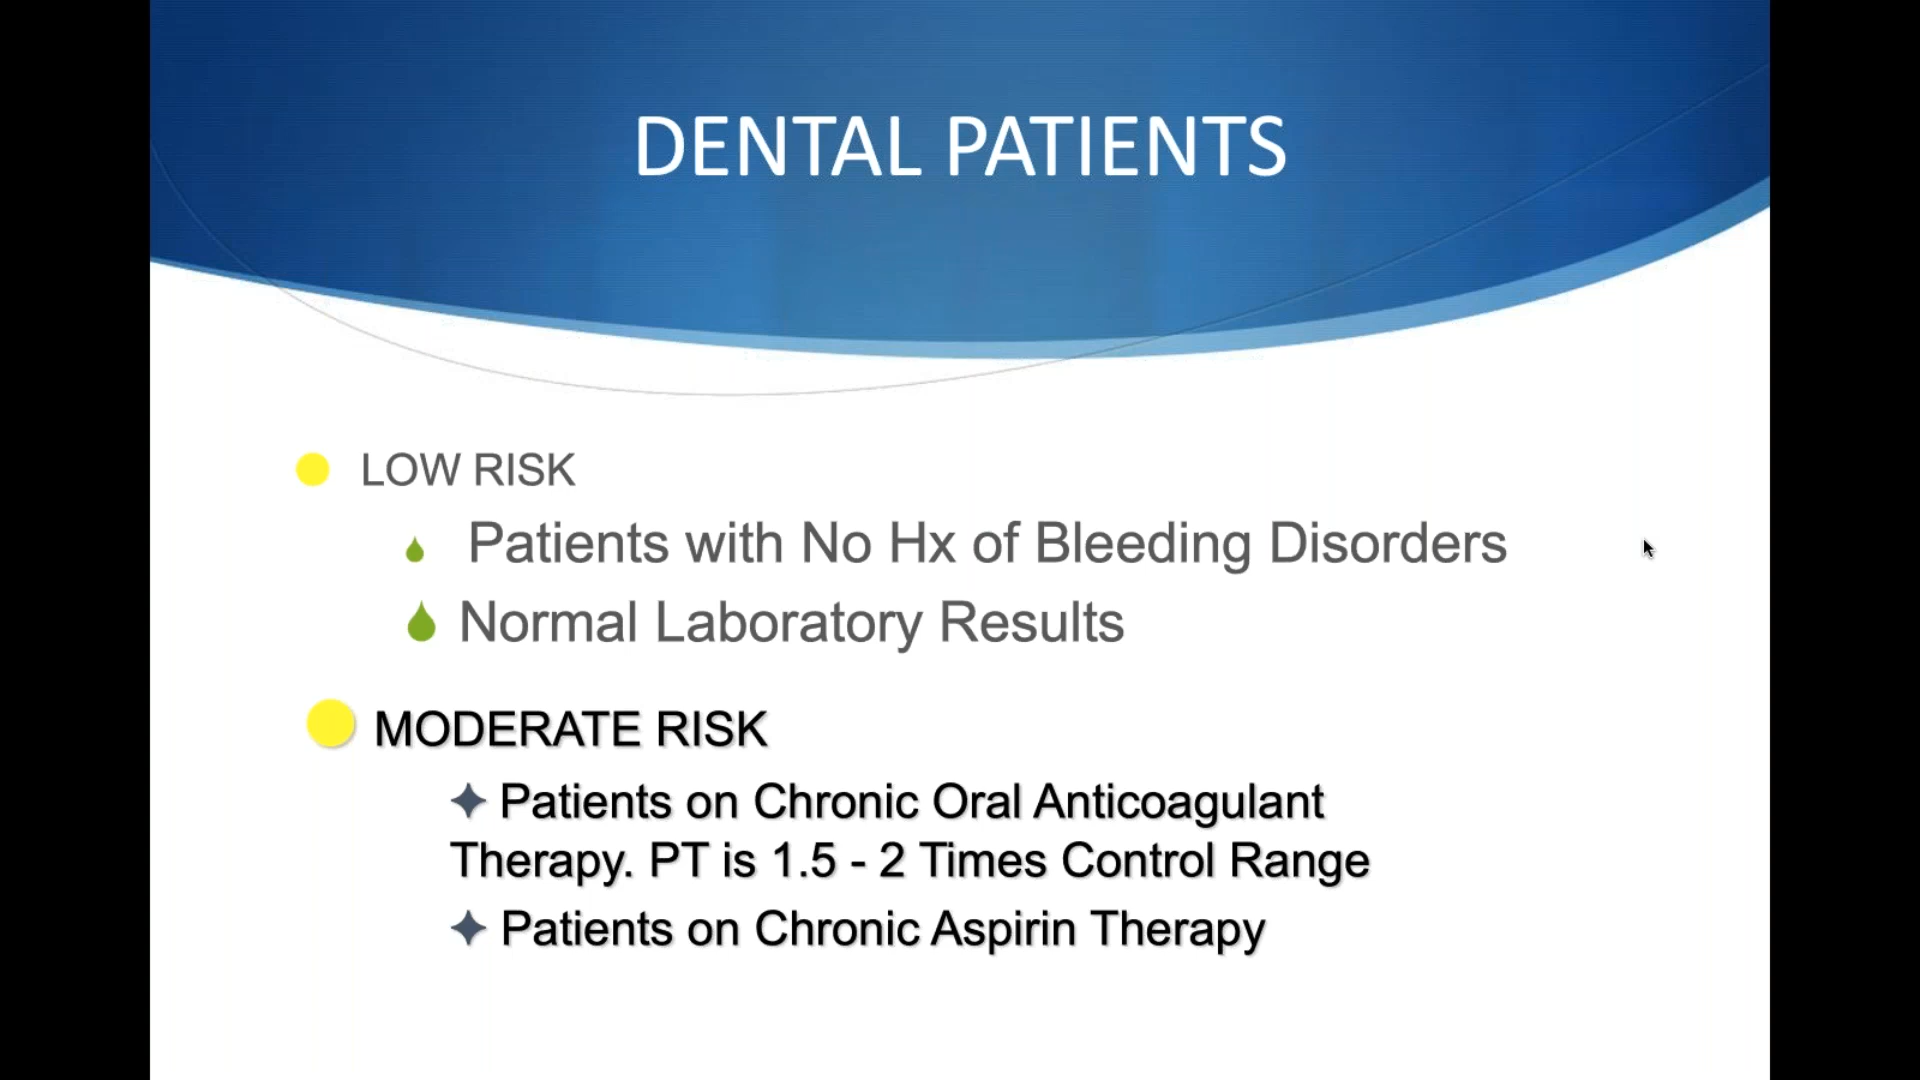 DENTAL PATIENTS
LOW RISK
Patients with No Hx of Bleeding Disorders
Normal Laboratory Results
MODERATE RISK
Patients on Chronic Oral Anticoagulant
Therapy. PT is 1.5 - 2 Times Control Range
Patients on Chronic Aspirin Therapy